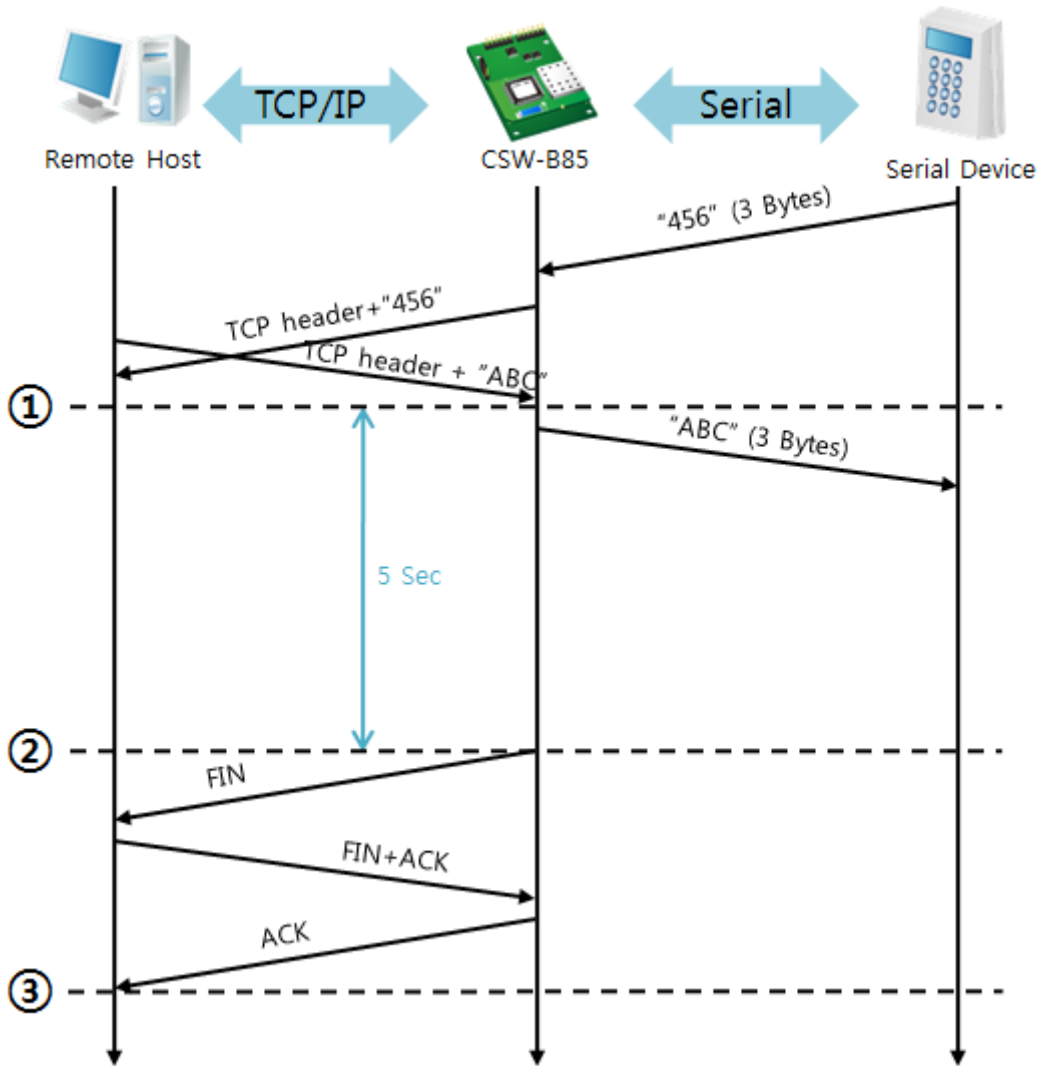 TCP/IP
Serial
Remote Host
CSW-B85
Serial Device
“456” (3 Bytes)
TCP header+“456”
TCP header + “ABC”
①
“ABC” (3 Bytes)
5 Sec
②
FIN
FIN+ACK
ACK
③